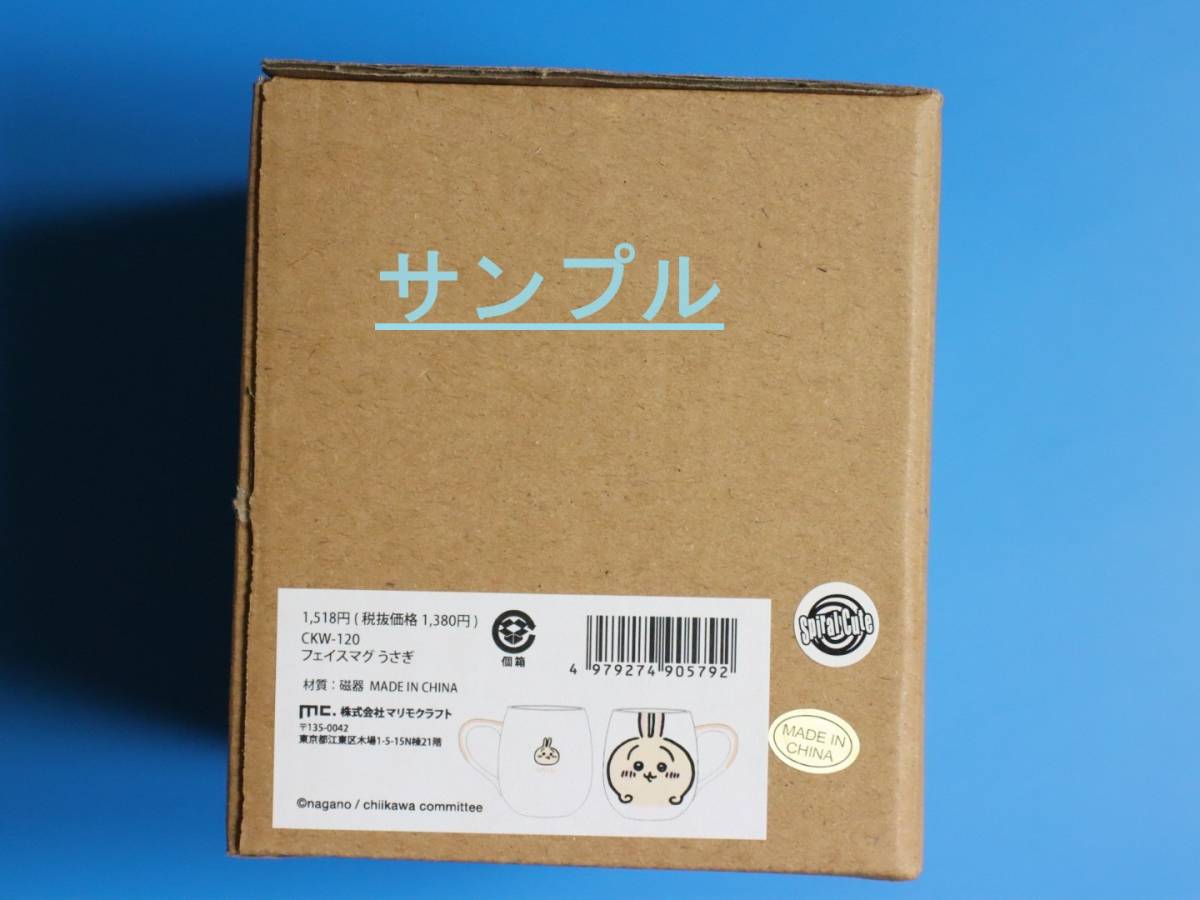 サンプル
1,518円 ( 税抜価格 1,380円 )
CKW-120
フェイスマグ うさぎ
材質：磁器 MADE IN CHINA
mc. 株式会社マリモクラフト
〒135-0042
東京都江東区木場1-5-15N棟21階
©nagano / chiikawa committee
個箱
4 979274 905792
Spiral Cute
MADE IN
CHINA